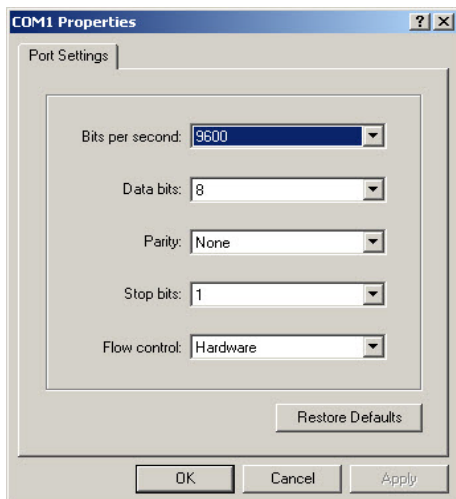 COM1 Properties
Port Settings
Bits per second: 9600
Data bits: 8
Parity: None
Stop bits: 1
Flow control: Hardware
Restore Defaults
OK Cancel Apply